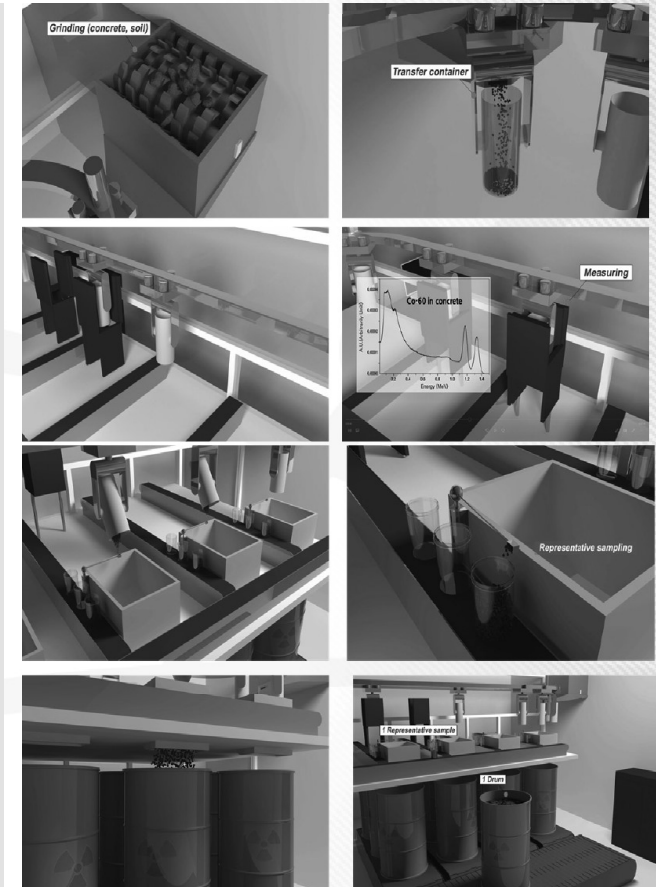 Grinding (concrete, soil)
Transfer container
Measuring
Co-60 in concrete
Energy (MeV)
Representative sampling
1 Representative sample
1 Drum